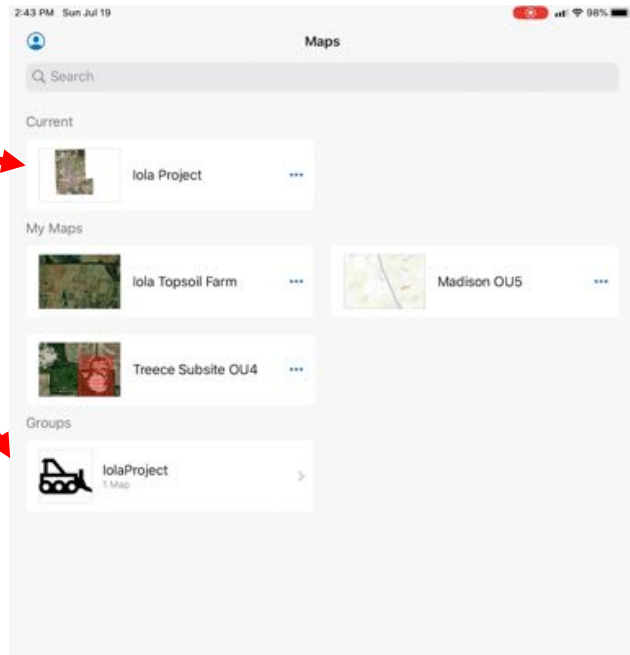 2:43 PM Sun Jul 19
98%
Maps
Search
Current
Iola Project
My Maps
Iola Topsoil Farm
Madison OU5
Treece Subsite OU4
Groups
IolaProject
1 Map